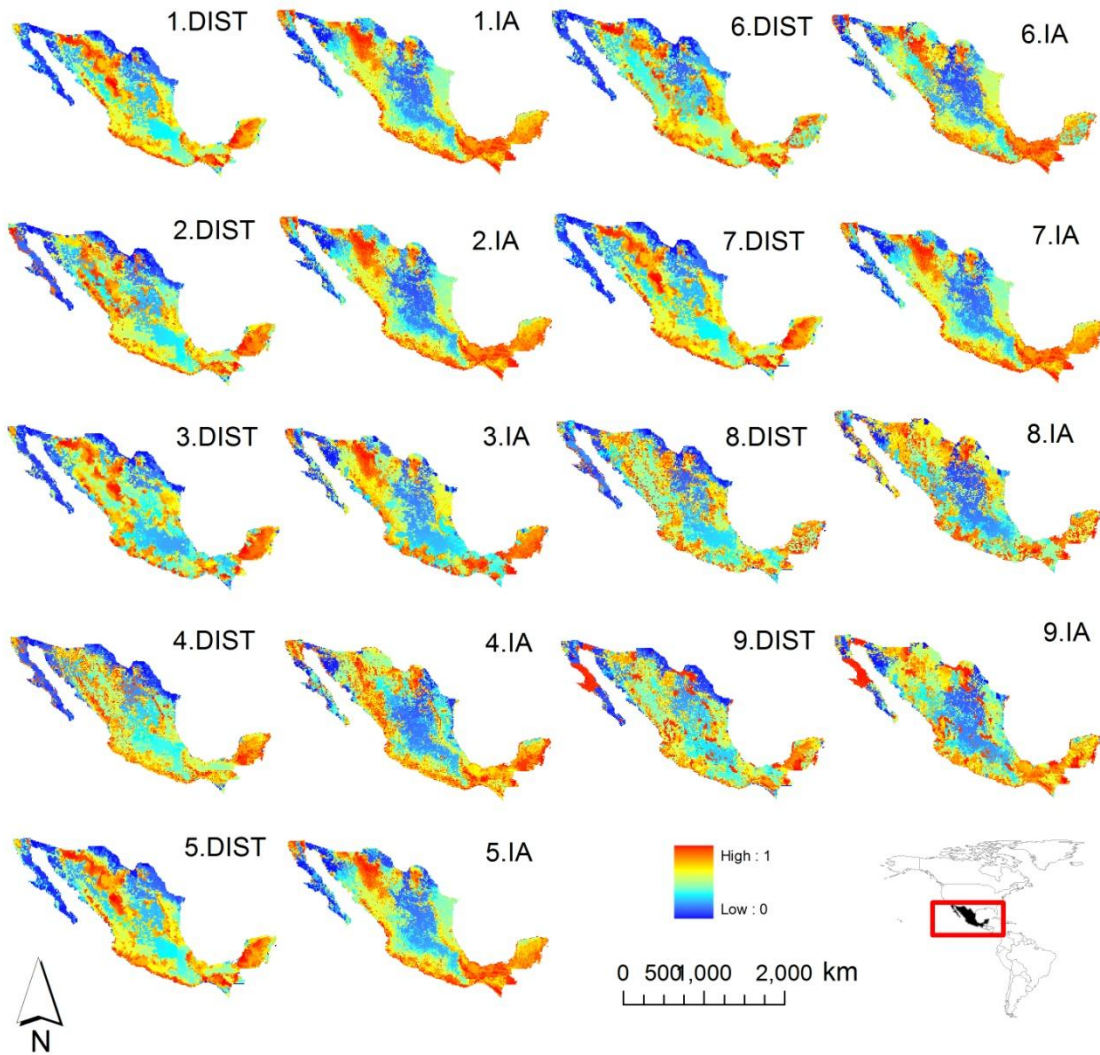 1.DIST
1.IA
6.DIST
6.IA
2.DIST
2.IA
7.DIST
7.IA
3.DIST
3.IA
8.DIST
8.IA
4.DIST
4.IA
9.DIST
9.IA
5.DIST
5.IA
High : 1
Low : 0
0 500 1,000 2,000 km
N